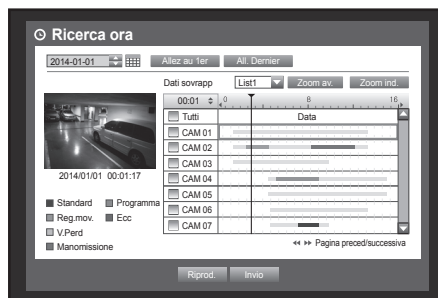 Ricerca ora
2014-01-01 Allez au 1er All. Dernier
Dati sovrapp List1 Zoom av. Zoom ind.
00:01 0 8 16
Tutti Data
CAM 01
CAM 02
CAM 03
CAM 04
CAM 05
CAM 06
CAM 07
2014/01/01 00:01:17
Standard Programma
Reg.mov. Ecc
V.Perd
Manomissione
Pagina preced/successiva
Riprod. Invio